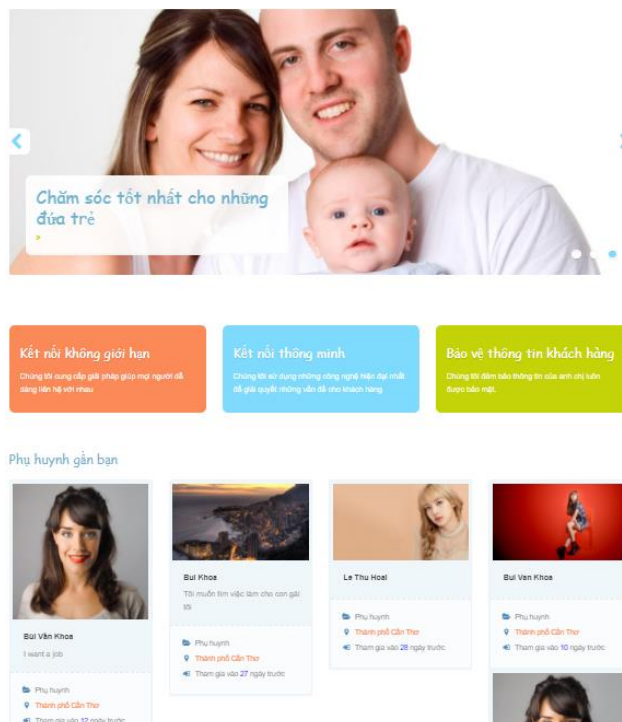 Chăm sóc tốt nhất cho những
đứa trẻ
Kết nối không giới hạn
Chúng tôi cung cấp giải pháp giúp mọi người dễ
dàng liên hệ với nhau
Kết nối thông minh
Chúng tôi sử dụng những công nghệ hiện đại nhất
để giải quyết những vấn đề cho khách hàng
Bảo vệ thông tin khách hàng
Chúng tôi đảm bảo thông tin của anh chị luôn
được bảo mật.
Phụ huynh gần bạn
Bùi Văn Khoa
I want a job
Phụ huynh
Thành phố Cần Thơ
Tham gia vào 12 ngày trước
Bui Khoa
Tôi muốn tìm việc làm cho con gái
tôi
Phụ huynh
Thành phố Cần Thơ
Tham gia vào 27 ngày trước
Le Thu Hoai
Phụ huynh
Thành phố Cần Thơ
Tham gia vào 28 ngày trước
Bui Van Khoa
Phụ huynh
Thành phố Cần Thơ
Tham gia vào 10 ngày trước